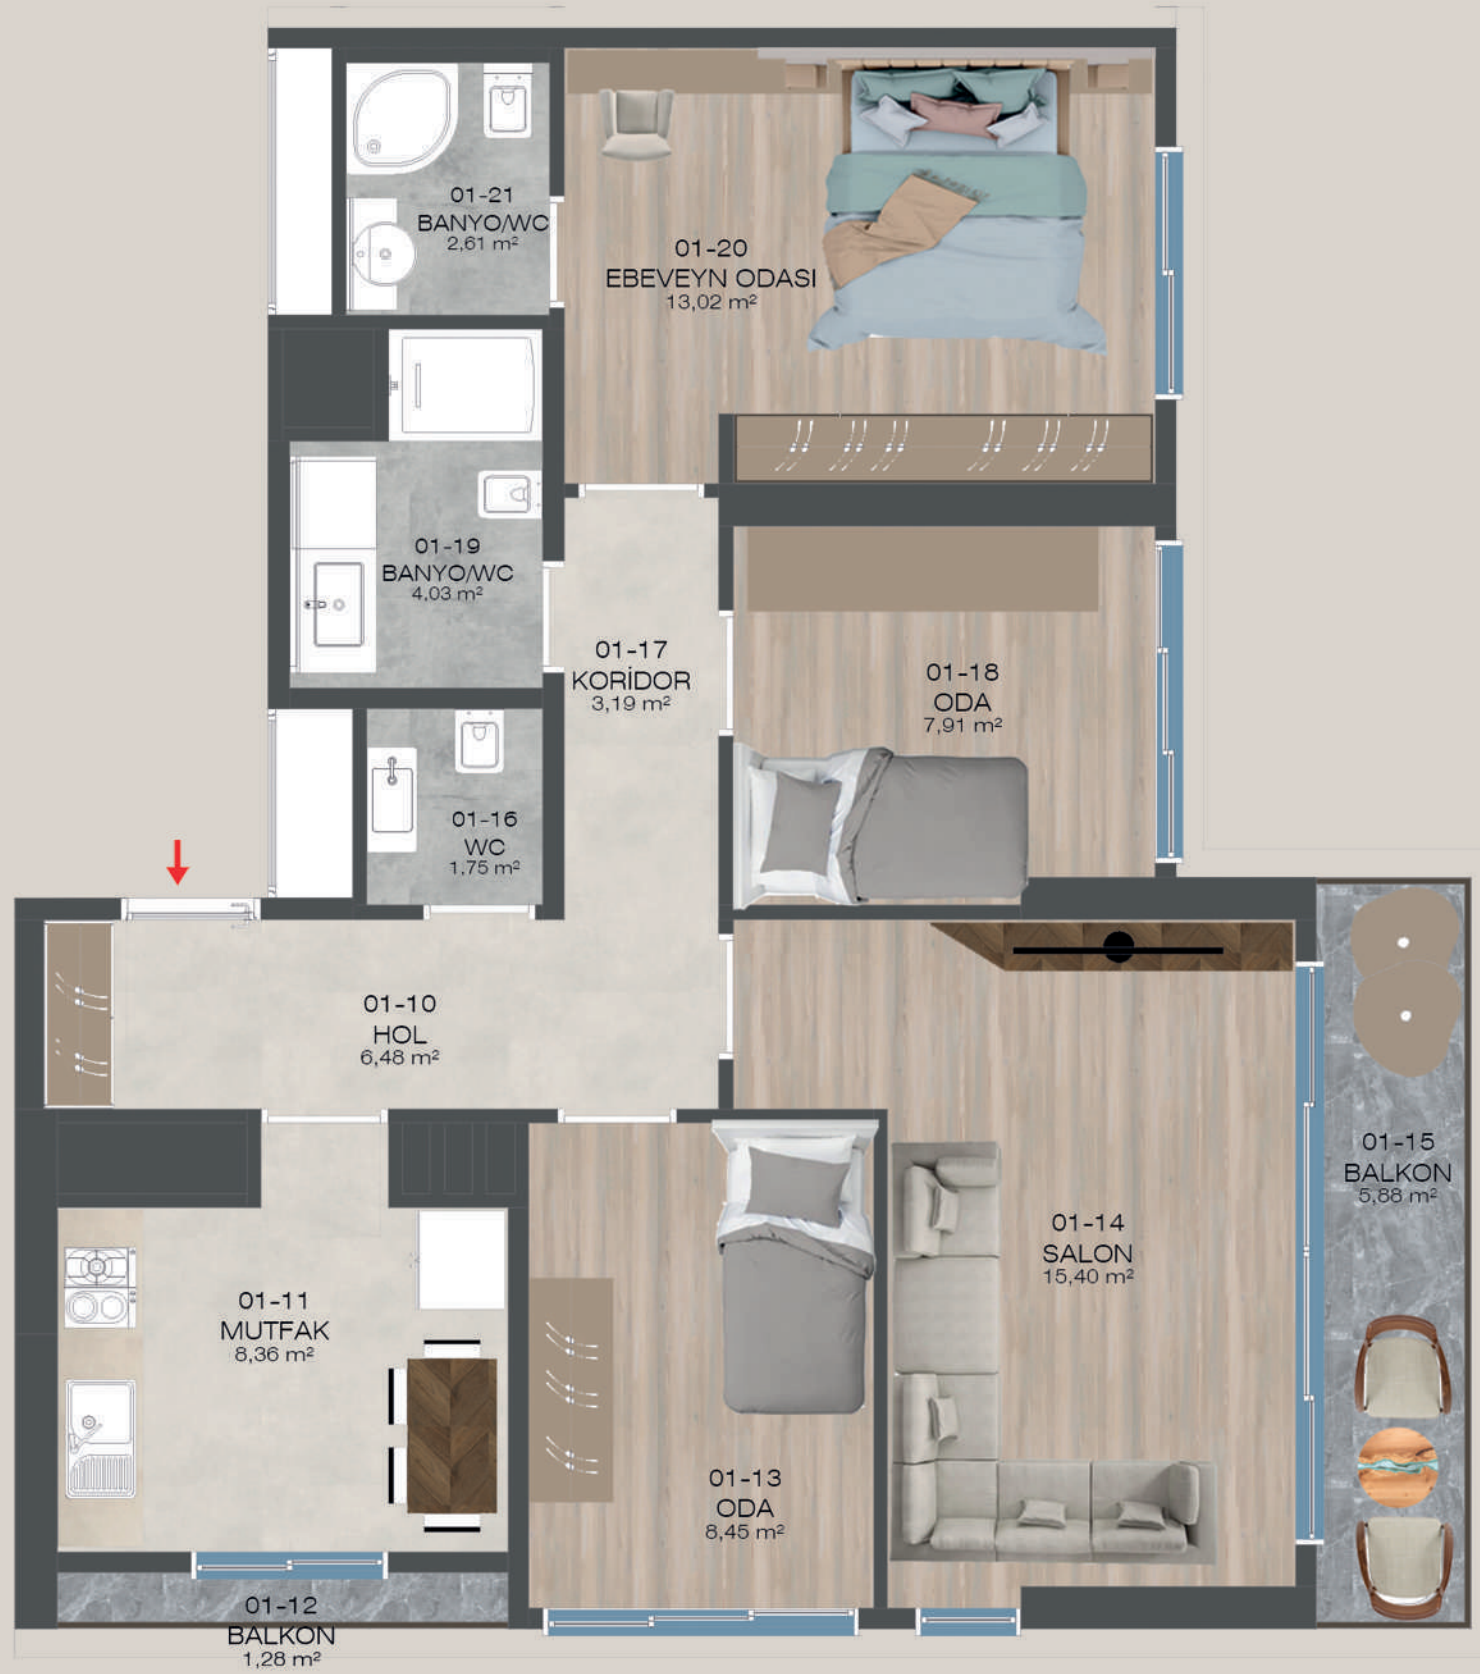 01-21
BANYO/WC
2,61 m²
01-20
EBEVEYN ODASI
13,02 m²
01-19
BANYO/WC
4,03 m²
01-17
KORİDOR
3,19 m²
01-18
ODA
7,91 m²
01-16
WC
1,75 m²
01-10
HOL
6,48 m²
01-15
BALKON
5,88 m²
01-14
SALON
15,40 m²
01-11
MUTFAK
8,36 m²
01-13
ODA
8,45 m²
01-12
BALKON
1,28 m²